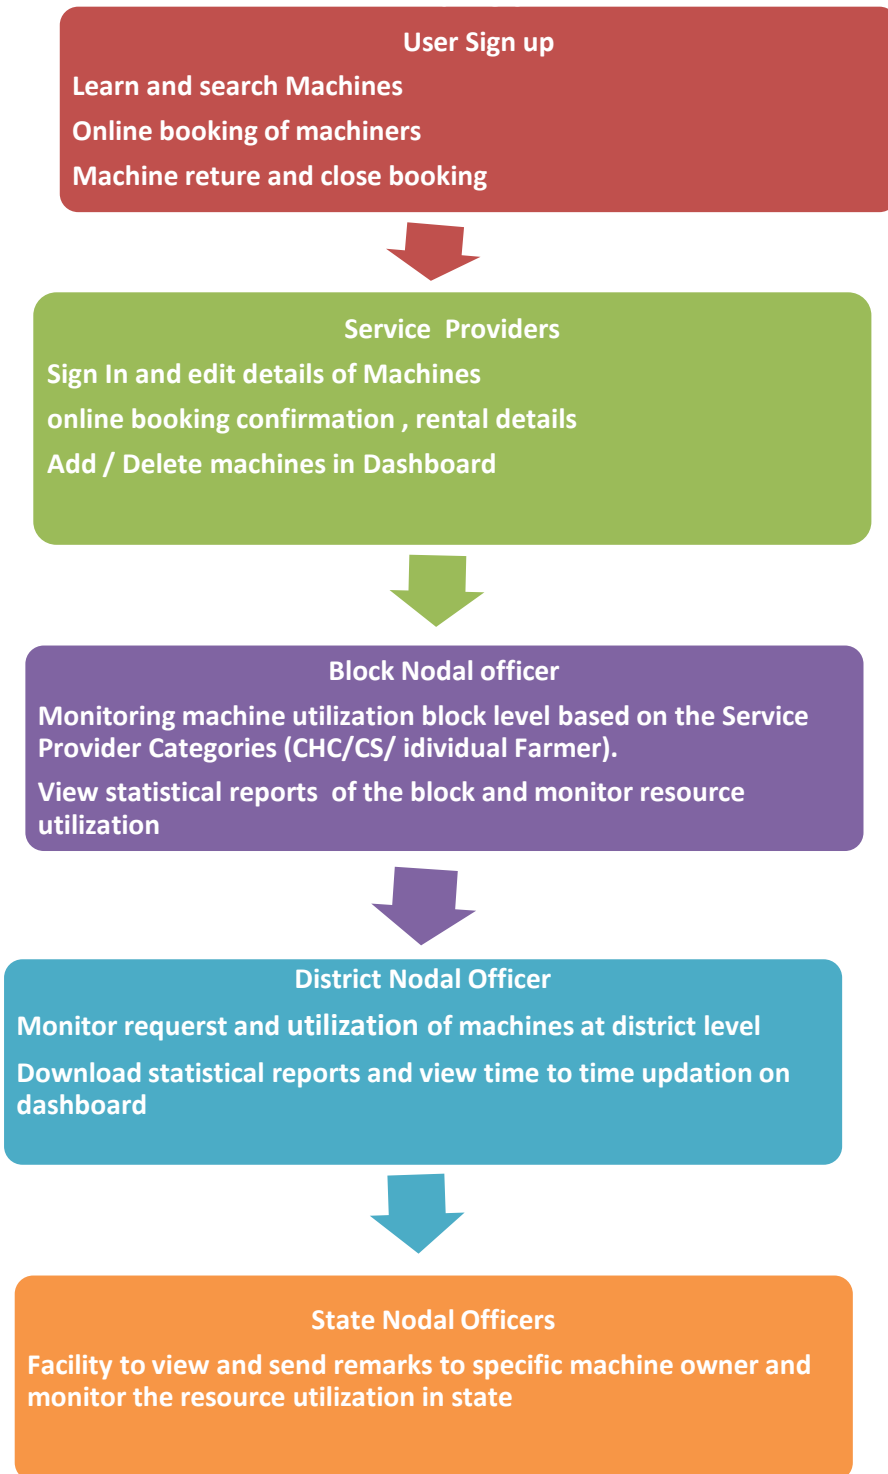 User Sign up
Learn and search Machines
Online booking of machiners
Machine reture and close booking
Service Providers
Sign In and edit details of Machines
online booking confirmation , rental details
Add / Delete machines in Dashboard
Block Nodal officer
Monitoring machine utilization block level based on the Service
Provider Categories (CHC/CS/ idividual Farmer).
View statistical reports of the block and monitor resource
utilization
District Nodal Officer
Monitor requerst and utilization of machines at district level
Download statistical reports and view time to time updation on
dashboard
State Nodal Officers
Facility to view and send remarks to specific machine owner and
monitor the resource utilization in state